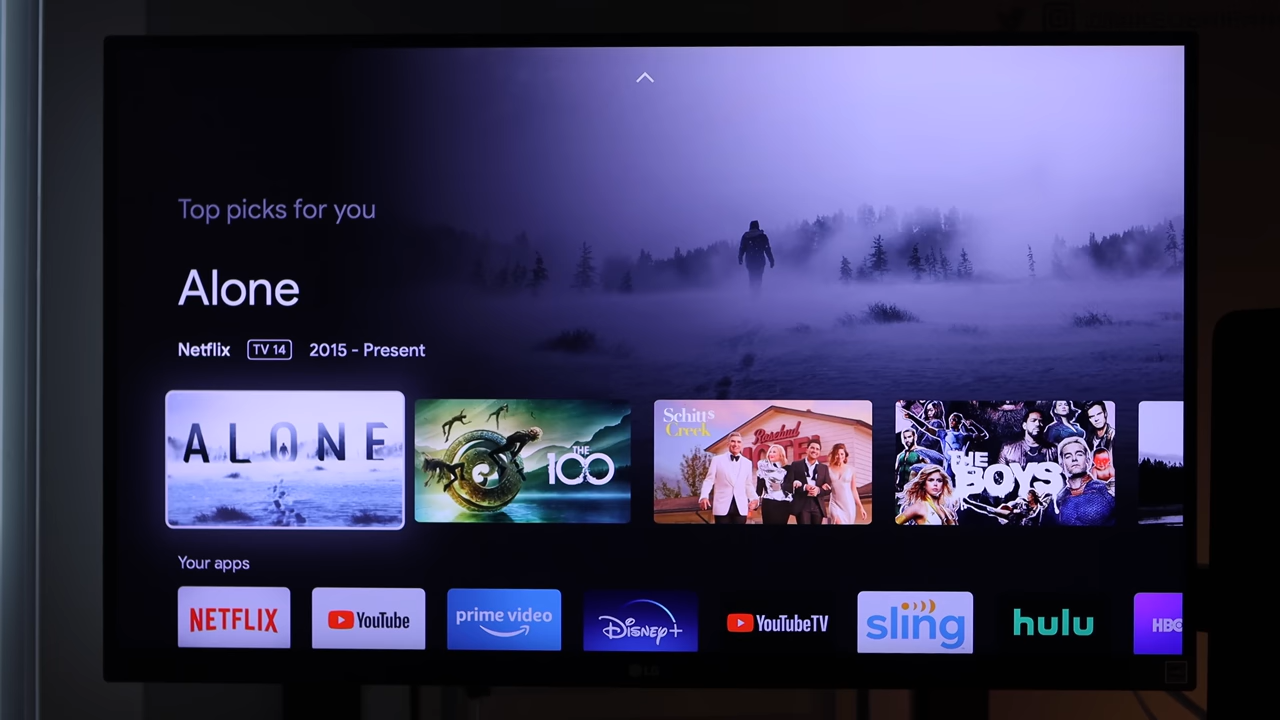 Top picks for you
Alone
Netflix TV 14 2015 - Present
ALONE
THE 100
Schitt's Creek
Rosebud
THE BOYS
Your apps
NETFLIX
YouTube
prime video
Disney+
YouTubeTV
sling
hulu
HBO
LG